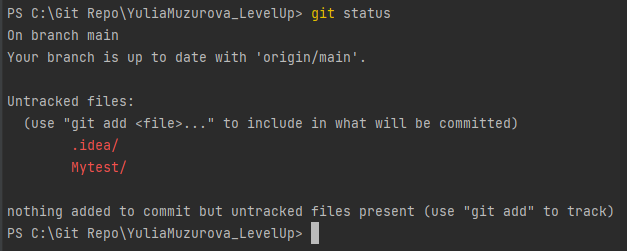 PS C:\Git Repo\YuliaMuzurova_LevelUp> git status
On branch main
Your branch is up to date with 'origin/main'.
Untracked files:
(use "git add <file>..." to include in what will be committed)
.idea/
Mytest/
nothing added to commit but untracked files present (use "git add" to track)
PS C:\Git Repo\YuliaMuzurova_LevelUp>